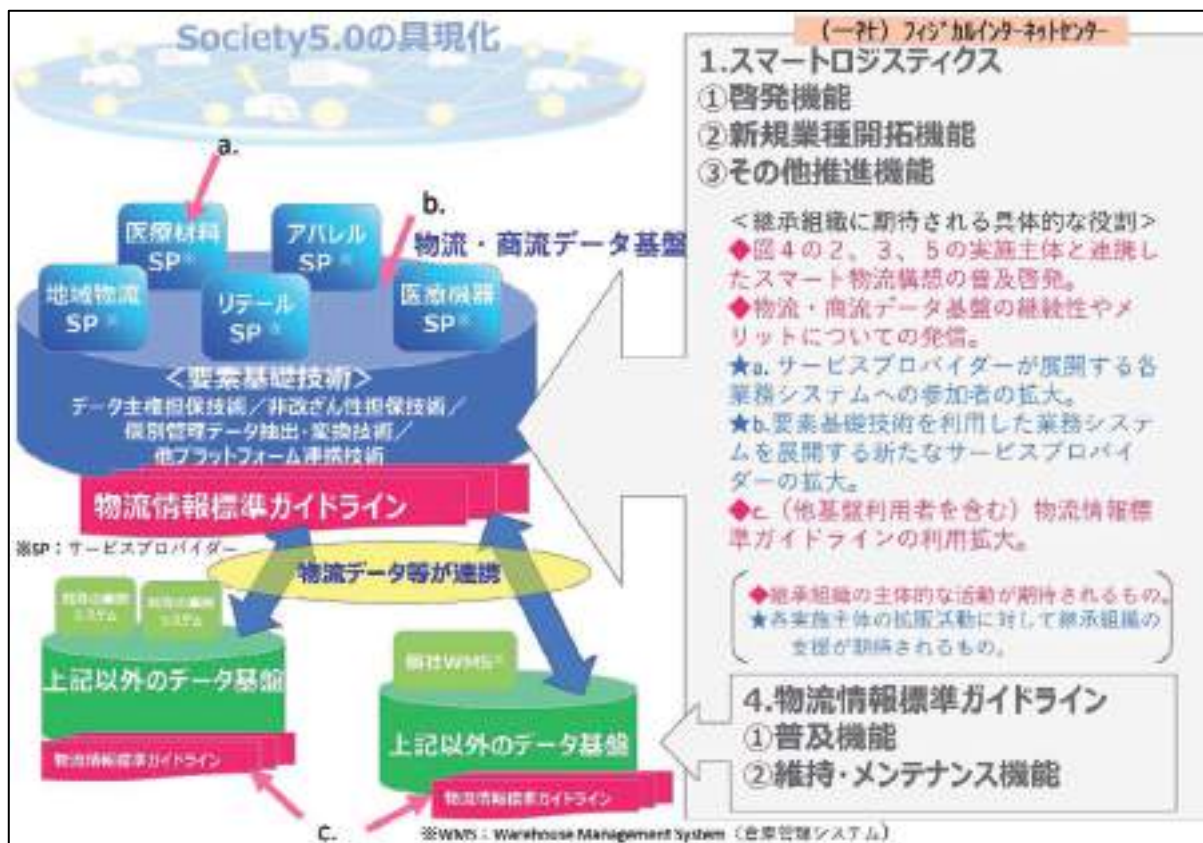 Society5.0の具現化
a.
b.
医療材料
SP※
アパレル
SP※
物流・商流データ基盤
地域物流
SP※
リテール
SP※
医療機器
SP※
＜要素基礎技術＞
データ主権担保技術／非改ざん性担保技術／
個別管理データ抽出・変換技術／
他プラットフォーム連携技術
物流情報標準ガイドライン
※SP：サービスプロバイダー
物流データ等が連携
システム
システム
上記以外のデータ基盤
物流情報標準ガイドライン
個社WMS※
上記以外のデータ基盤
物流情報標準ガイドライン
c.
※WMS：Warehouse Management System（倉庫管理システム）
（一社）フィジカルインターネットセンター
1.スマートロジスティクス
①啓発機能
②新規業種開拓機能
③その他推進機能
＜継承組織に期待される具体的な役割＞
◆図４の２、３、５の実施主体と連携し
たスマート物流構想の普及啓発。
◆物流・商流データ基盤の継続性やメ
リットについての発信。
★a. サービスプロバイダーが展開する各
業務システムへの参加者の拡大。
★b.要素基礎技術を利用した業務システ
ムを展開する新たなサービスプロバイ
ダーの拡大。
◆c.（他基盤利用者を含む）物流情報標
準ガイドラインの利用拡大。
◆継承組織の主体的な活動が期待されるもの。
★各実施主体の拡販活動に対して継承組織の
支援が期待されるもの。
4.物流情報標準ガイドライン
①普及機能
②維持・メンテナンス機能